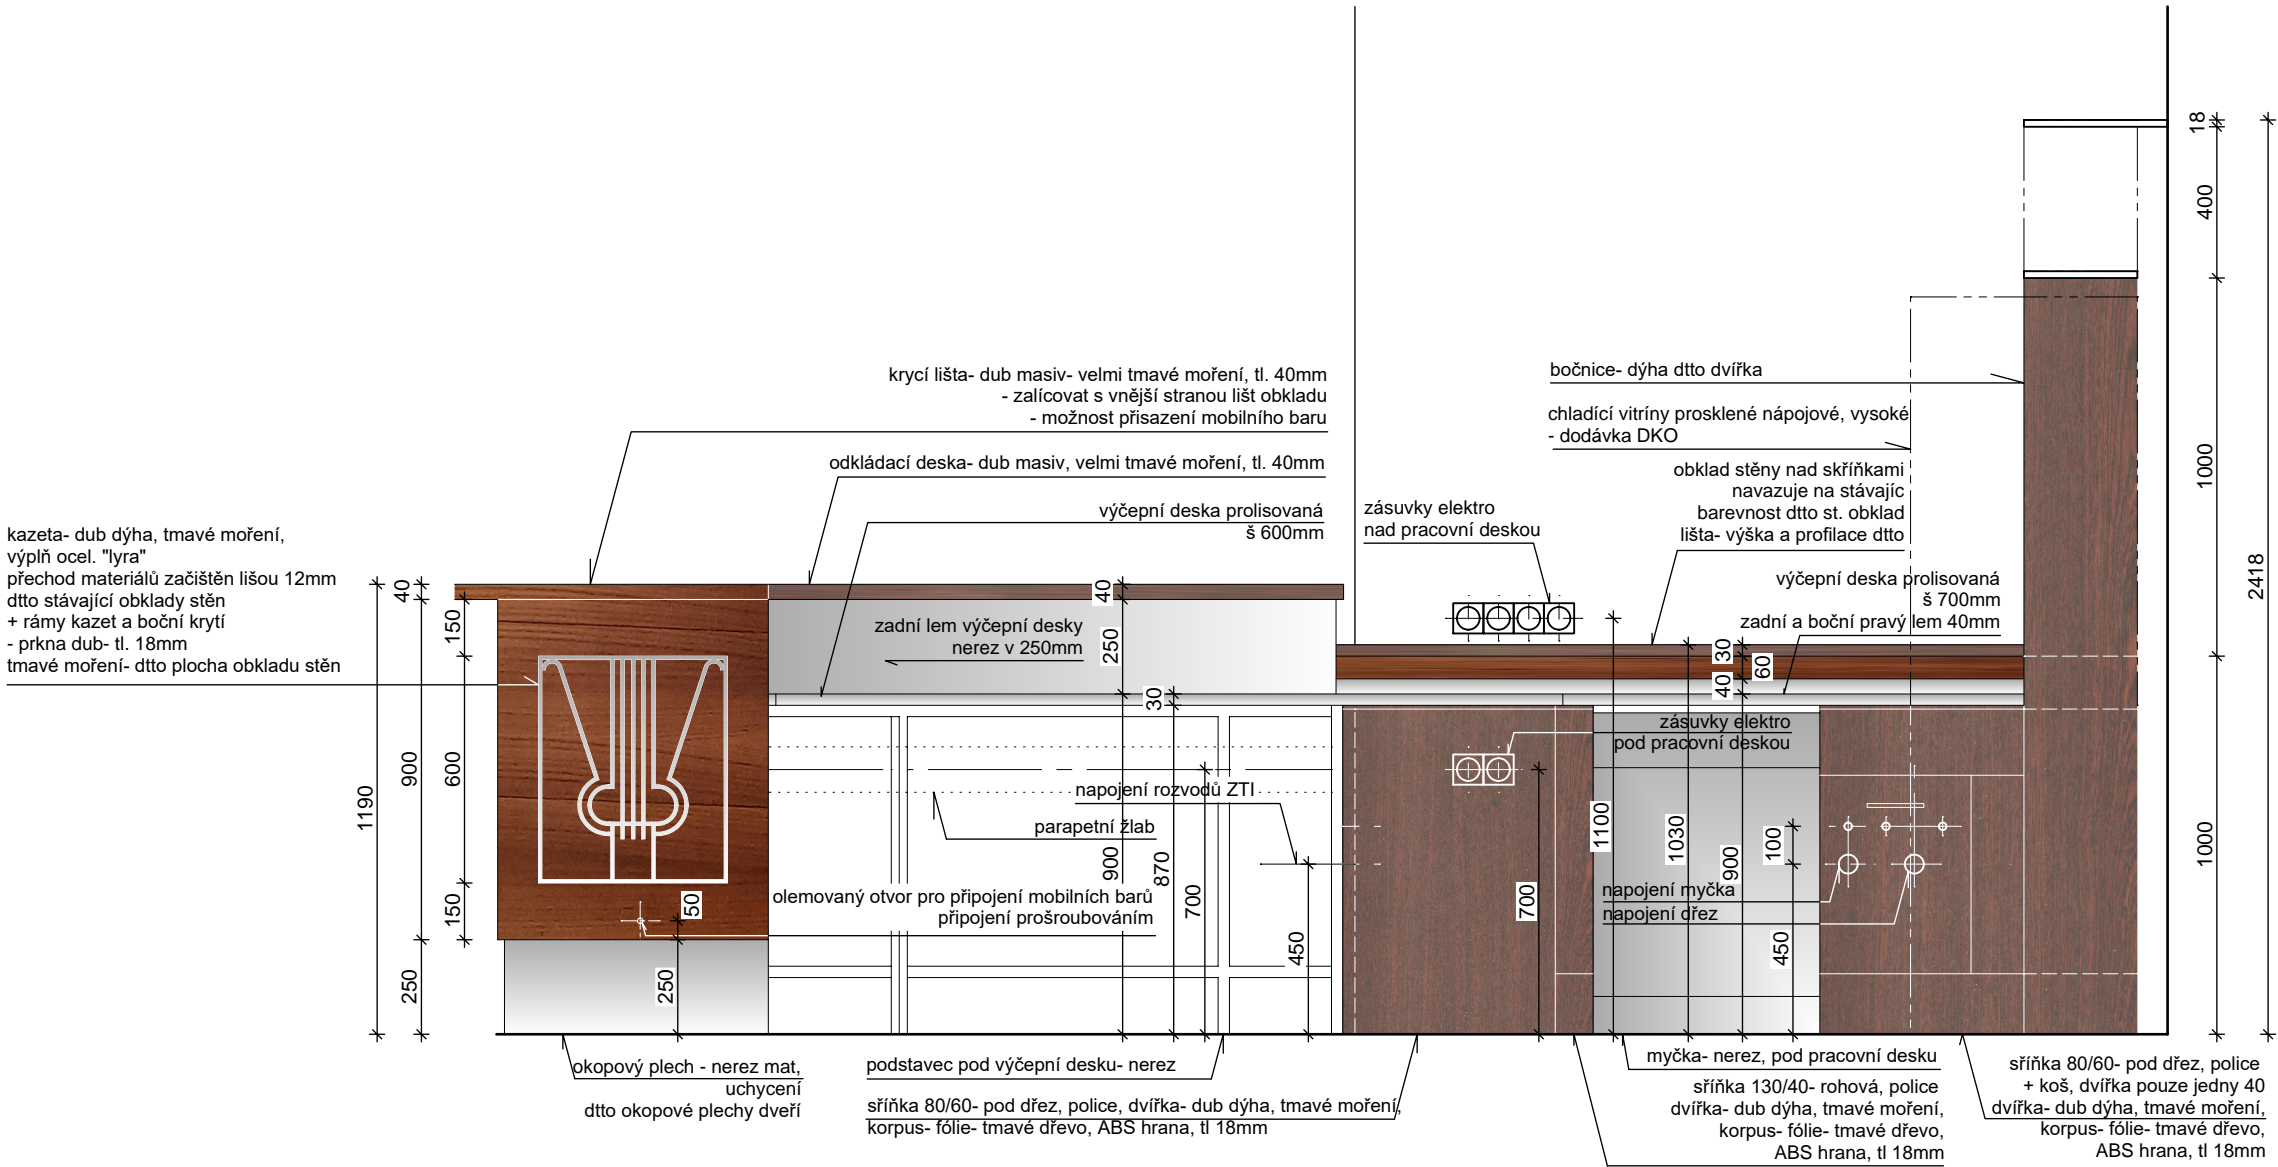 krycí lišta- dub masiv- velmi tmavé moření, tl. 40mm
- zalícovat s vnější stranou lišt obkladu
- možnost přisazení mobilního baru
odkládací deska- dub masiv, velmi tmavé moření, tl. 40mm
výčepní deska prolisovaná
š 600mm
kazeta- dub dýha, tmavé moření,
výplň ocel. "lyra"
přechod materiálů začištěn lišou 12mm
dtto stávající obklady stěn
+ rámy kazet a boční krytí
- prkna dub- tl. 18mm
tmavé moření- dtto plocha obkladu stěn
zadní lem výčepní desky
nerez v 250mm
zásuvky elektro
nad pracovní deskou
bočnice- dýha dtto dvířka
chladící vitríny prosklené nápojové, vysoké
- dodávka DKO
obklad stěny nad skříňkami
navazuje na stávajíc
barevnost dtto st. obklad
lišta- výška a profilace dtto
výčepní deska prolisovaná
š 700mm
zadní a boční pravý lem 40mm
zásuvky elektro
pod pracovní deskou
napojení rozvodů ZTI
parapetní žlab
olemovaný otvor pro připojení mobilních barů
připojení prošroubováním
napojení myčka
napojení dřez
okopový plech - nerez mat,
uchycení
dtto okopové plechy dveří
podstavec pod výčepní desku- nerez
sříňka 80/60- pod dřez, police, dvířka- dub dýha, tmavé moření,
korpus- fólie- tmavé dřevo, ABS hrana, tl 18mm
myčka- nerez, pod pracovní desku
sříňka 130/40- rohová, police
dvířka- dub dýha, tmavé moření,
korpus- fólie- tmavé dřevo,
ABS hrana, tl 18mm
sříňka 80/60- pod dřez, police
+ koš, dvířka pouze jedny 40
dvířka- dub dýha, tmavé moření,
korpus- fólie- tmavé dřevo,
ABS hrana, tl 18mm
1190
40
900
250
150
600
150
50
250
40
250
900
30
870
700
450
700
1100
1030
30
60
40
900
100
450
18
400
1000
1000
2418